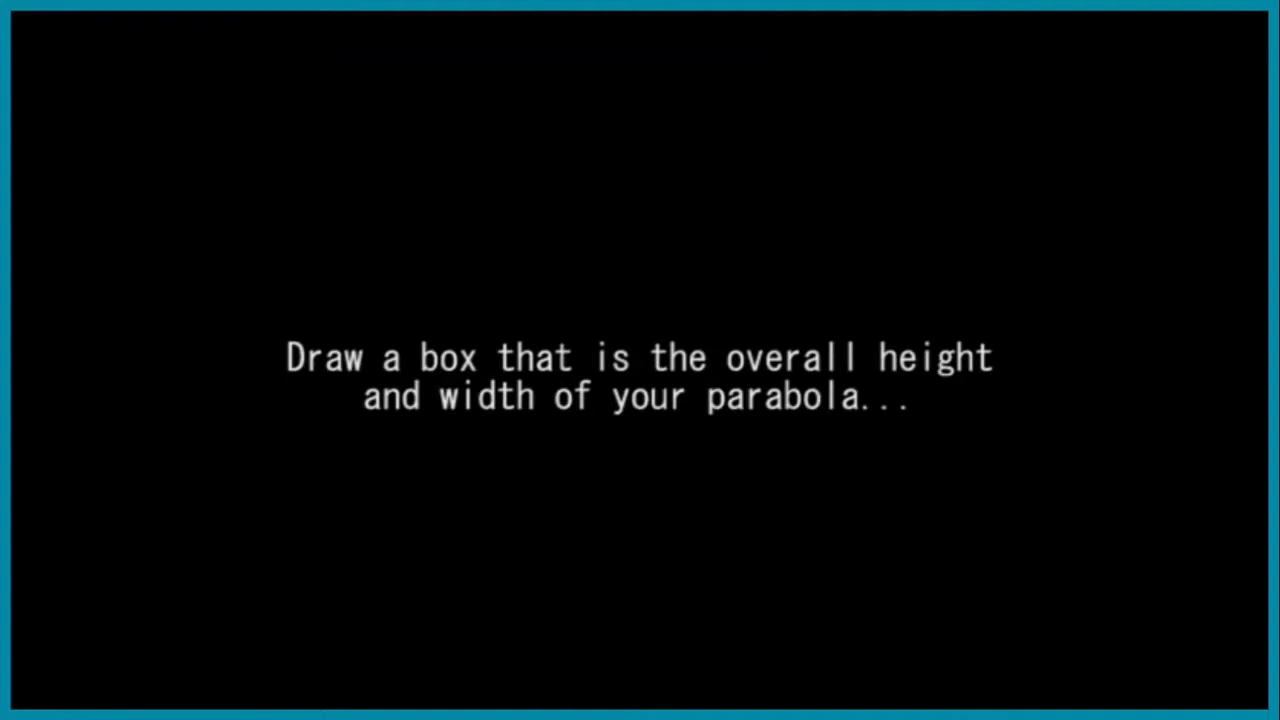 Draw a box that is the overall height
and width of your parabola...